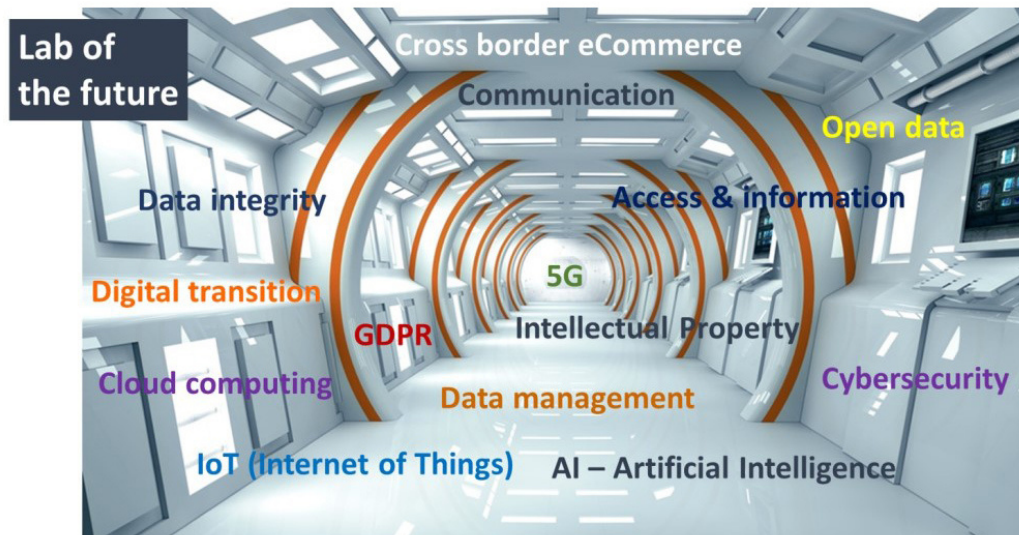 Lab of
the future
Cross border eCommerce
Communication
Open data
Data integrity
Access & information
5G
Digital transition
GDPR
Intellectual Property
Cloud computing
Cybersecurity
Data management
IoT (Internet of Things)
AI – Artificial Intelligence